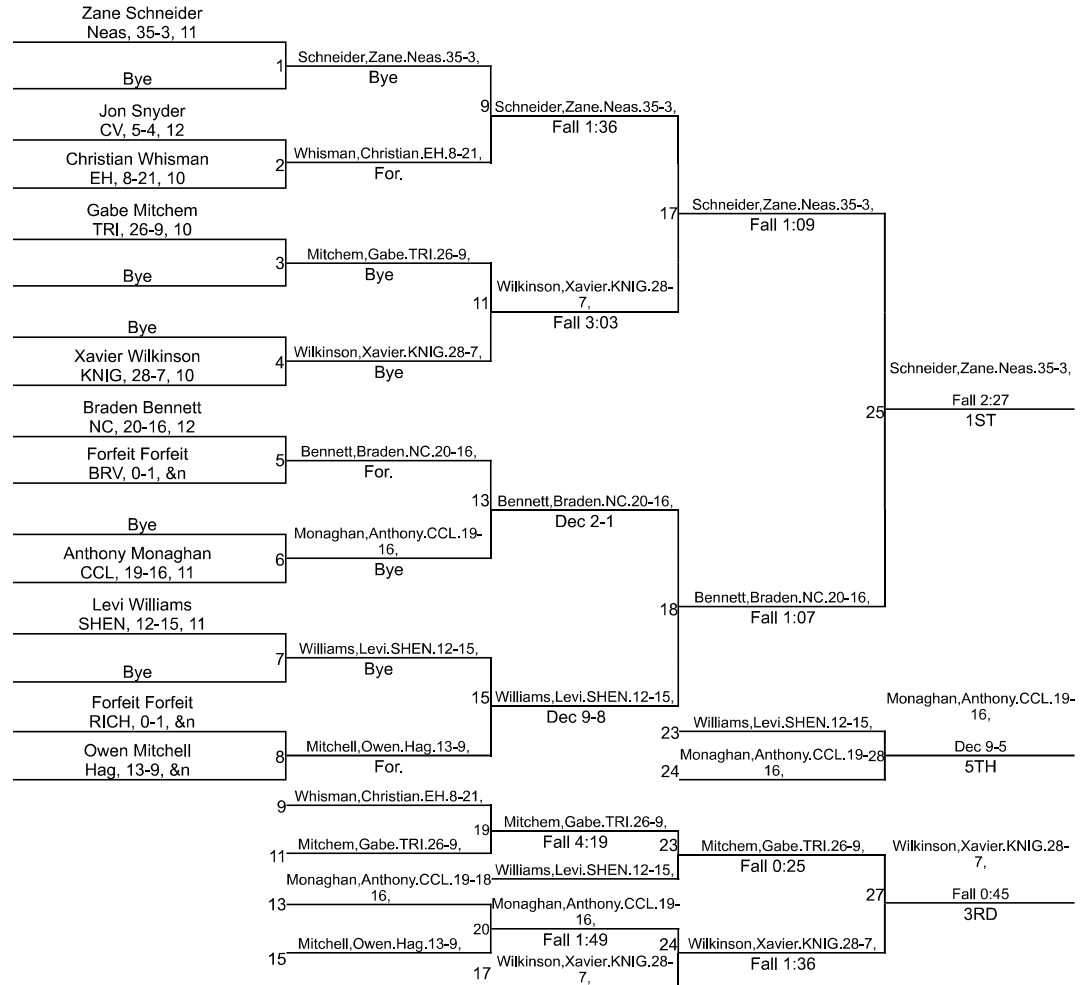 Zane Schneider
Neas, 35-3, 11
1
Schneider,Zane.Neas.35-3,
Bye
Bye
9
Schneider,Zane.Neas.35-3,
Fall 1:36
Jon Snyder
CV, 5-4, 12
2
Whisman,Christian.EH.8-21,
For.
Christian Whisman
EH, 8-21, 10
17
Schneider,Zane.Neas.35-3,
Fall 1:09
Gabe Mitchem
TRI, 26-9, 10
3
Mitchem,Gabe.TRI.26-9,
Bye
Bye
11
Wilkinson,Xavier.KNIG.28-
7,
Fall 3:03
Bye
4
Wilkinson,Xavier.KNIG.28-7,
Bye
Xavier Wilkinson
KNIG, 28-7, 10
25
Schneider,Zane.Neas.35-3,
Fall 2:27
1ST
Braden Bennett
NC, 20-16, 12
5
Bennett,Braden.NC.20-16,
For.
Forfeit Forfeit
BRV, 0-1, &n
13
Bennett,Braden.NC.20-16,
Dec 2-1
Bye
6
Monaghan,Anthony.CCL.19-
16,
Bye
Anthony Monaghan
CCL, 19-16, 11
18
Bennett,Braden.NC.20-16,
Fall 1:07
Levi Williams
SHEN, 12-15, 11
7
Williams,Levi.SHEN.12-15,
Bye
Bye
15
Williams,Levi.SHEN.12-15,
Dec 9-8
Forfeit Forfeit
RICH, 0-1, &n
8
Mitchell,Owen.Hag.13-9,
For.
Owen Mitchell
Hag, 13-9, &n
23
Williams,Levi.SHEN.12-15,
24
Monaghan,Anthony.CCL.19-28
16,
Monaghan,Anthony.CCL.19-
16,
Dec 9-5
5TH
9
Whisman,Christian.EH.8-21,
19
Mitchem,Gabe.TRI.26-9,
Fall 4:19
11
Mitchem,Gabe.TRI.26-9,
23
Mitchem,Gabe.TRI.26-9,
Fall 0:25
Monaghan,Anthony.CCL.19-18
16,
Williams,Levi.SHEN.12-15,
27
Wilkinson,Xavier.KNIG.28-
7,
Fall 0:45
3RD
13
20
Monaghan,Anthony.CCL.19-
16,
Fall 1:49
15
Mitchell,Owen.Hag.13-9,
24
Wilkinson,Xavier.KNIG.28-7,
Fall 1:36
17
Wilkinson,Xavier.KNIG.28-
7,